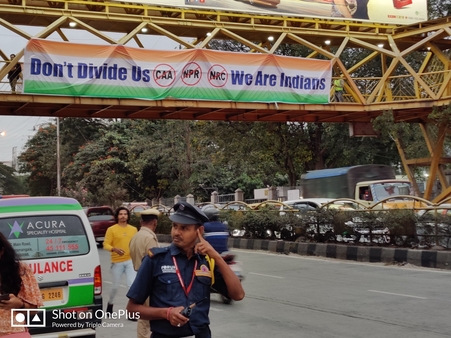 Don't Divide Us CAA NPR NRC We Are Indians
ACURA
SPECIALITY HOSPITAL
Shot on OnePlus
Powered by Triple Camera